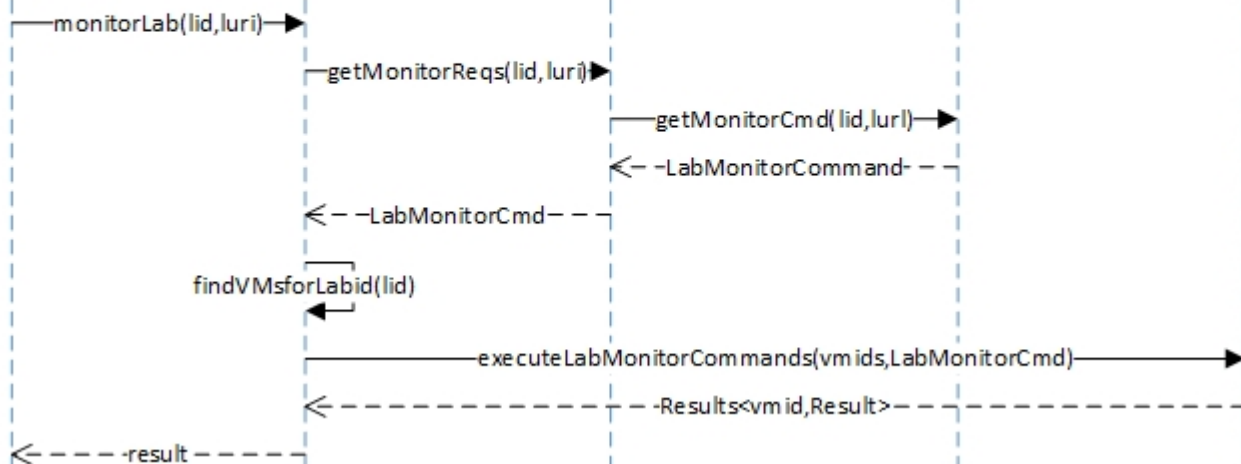 monitorLab(lid,luri)
getMonitorReqs(lid,luri)
getMonitorCmd(lid,lurl)
LabMonitorCommand
LabMonitorCmd
findVMsforLabid(lid)
executeLabMonitorCommands(vmids,LabMonitorCmd)
Results<vmid,Result>
result